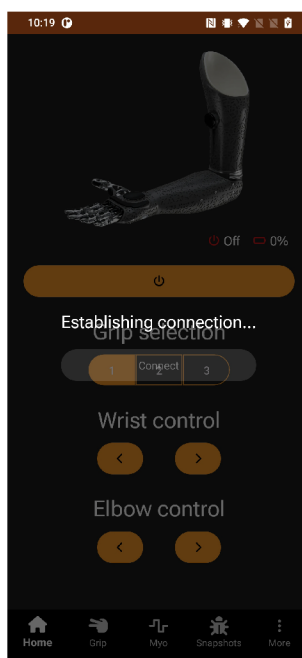 10:19
Off 0%
Establishing connection...
Grip selection
Connect
1 2 3
Wrist control
Elbow control
Home Grip Myo Snapshots More